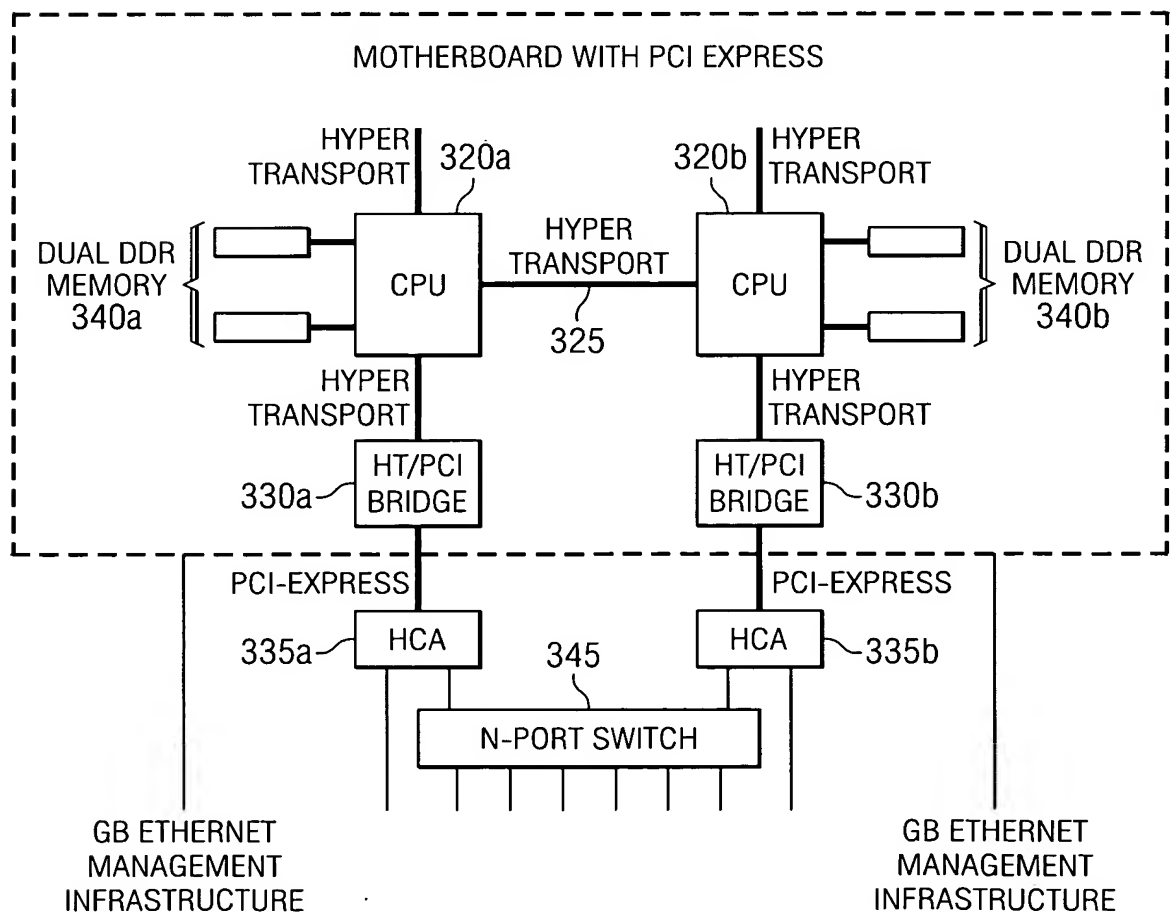 MOTHERBOARD WITH PCI EXPRESS
HYPER
TRANSPORT
320a
320b
HYPER
TRANSPORT
DUAL DDR
MEMORY
340a
CPU
HYPER
TRANSPORT
325
CPU
DUAL DDR
MEMORY
340b
HYPER
TRANSPORT
HYPER
TRANSPORT
330a
HT/PCI
BRIDGE
HT/PCI
BRIDGE
330b
PCI-EXPRESS
PCI-EXPRESS
335a
HCA
345
HCA
335b
N-PORT SWITCH
GB ETHERNET
MANAGEMENT
INFRASTRUCTURE
GB ETHERNET
MANAGEMENT
INFRASTRUCTURE